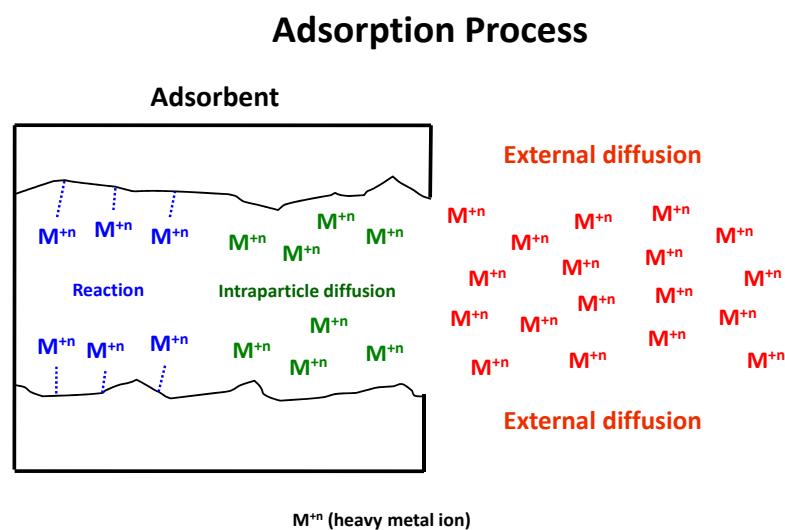 Adsorption Process
Adsorbent
External diffusion
M⁺ⁿ M⁺ⁿ M⁺ⁿ
M⁺ⁿ M⁺ⁿ M⁺ⁿ M⁺ⁿ
M⁺ⁿ M⁺ⁿ M⁺ⁿ M⁺ⁿ
M⁺ⁿ M⁺ⁿ M⁺ⁿ
M⁺ⁿ M⁺ⁿ M⁺ⁿ M⁺ⁿ
Reaction
Intraparticle diffusion
M⁺ⁿ M⁺ⁿ
M⁺ⁿ M⁺ⁿ M⁺ⁿ M⁺ⁿ
M⁺ⁿ M⁺ⁿ M⁺ⁿ
M⁺ⁿ M⁺ⁿ M⁺ⁿ
M⁺ⁿ M⁺ⁿ M⁺ⁿ
M⁺ⁿ M⁺ⁿ
External diffusion
M⁺ⁿ (heavy metal ion)